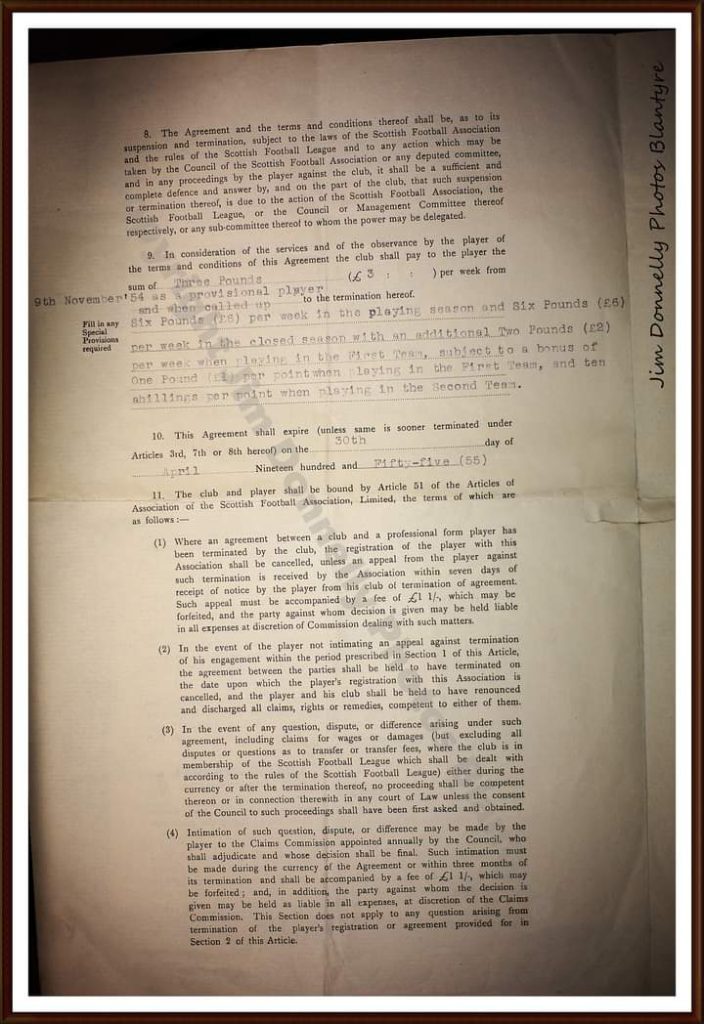 8. The Agreement and the terms and conditions thereof shall be, as to its
suspension and termination, subject to the laws of the Scottish Football Association
and the rules of the Scottish Football League and to any action which may be
taken by the Council of the Scottish Football Association or any deputed committee,
and in any proceedings by the player against the club, it shall be a sufficient and
complete defence and answer by, and on the part of the club, that such suspension
or termination thereof, is due to the action of the Scottish Football Association, the
Scottish Football League, or the Council or Management Committee thereof
respectively, or any sub-committee thereof to whom the power may be delegated.
9. In consideration of the services and of the observance by the player of
the terms and conditions of this Agreement the club shall pay to the player the
sum of Three Pounds (£ 3 : : ) per week from
9th November '54 as a provisional player
and when called up to the termination hereof.
Fill in any
Special
Provisions
required
Six Pounds (£6) per week in the playing season and Six Pounds (£6)
per week in the closed season with an additional Two Pounds (£2)
per week when playing in the First Team, subject to a bonus of
One Pound (£1) per point when playing in the First Team, and ten
shillings per point when playing in the Second Team.
10. This Agreement shall expire (unless same is sooner terminated under
Articles 3rd, 7th or 8th hereof) on the 30th day of
April Nineteen hundred and Fifty-five (55)
11. The club and player shall be bound by Article 51 of the Articles of
Association of the Scottish Football Association, Limited, the terms of which are
as follows :—
(1) Where an agreement between a club and a professional form player has
been terminated by the club, the registration of the player with this
Association shall be cancelled, unless an appeal from the player against
such termination is received by the Association within seven days of
receipt of notice by the player from his club of termination of agreement.
Such appeal must be accompanied by a fee of £1 1/-, which may be
forfeited, and the party against whom decision is given may be held liable
in all expenses at discretion of Commission dealing with such matters.
(2) In the event of the player not intimating an appeal against termination
of his engagement within the period prescribed in Section 1 of this Article,
the agreement between the parties shall be held to have terminated on
the date upon which the player's registration with this Association is
cancelled, and the player and his club shall be held to have renounced
and discharged all claims, rights or remedies, competent to either of them.
(3) In the event of any question, dispute, or difference arising under such
agreement, including claims for wages or damages (but excluding all
disputes or questions as to transfer or transfer fees, where the club is in
membership of the Scottish Football League which shall be dealt with
according to the rules of the Scottish Football League) either during the
currency or after the termination thereof, no proceeding shall be competent
thereon or in connection therewith in any court of Law unless the consent
of the Council to such proceedings shall have been first asked and obtained.
(4) Intimation of such question, dispute, or difference may be made by the
player to the Claims Commission appointed annually by the Council, who
shall adjudicate and whose decision shall be final. Such intimation must
be made during the currency of the Agreement or within three months of
its termination and shall be accompanied by a fee of £1 1/-, which may
be forfeited ; and, in addition, the party against whom the decision is
given may be held as liable in all expenses, at discretion of the Claims
Commission. This Section does not apply to any question arising from
termination of the player's registration or agreement provided for in
Section 2 of this Article.
Jim Donnelly Photos Blantyre